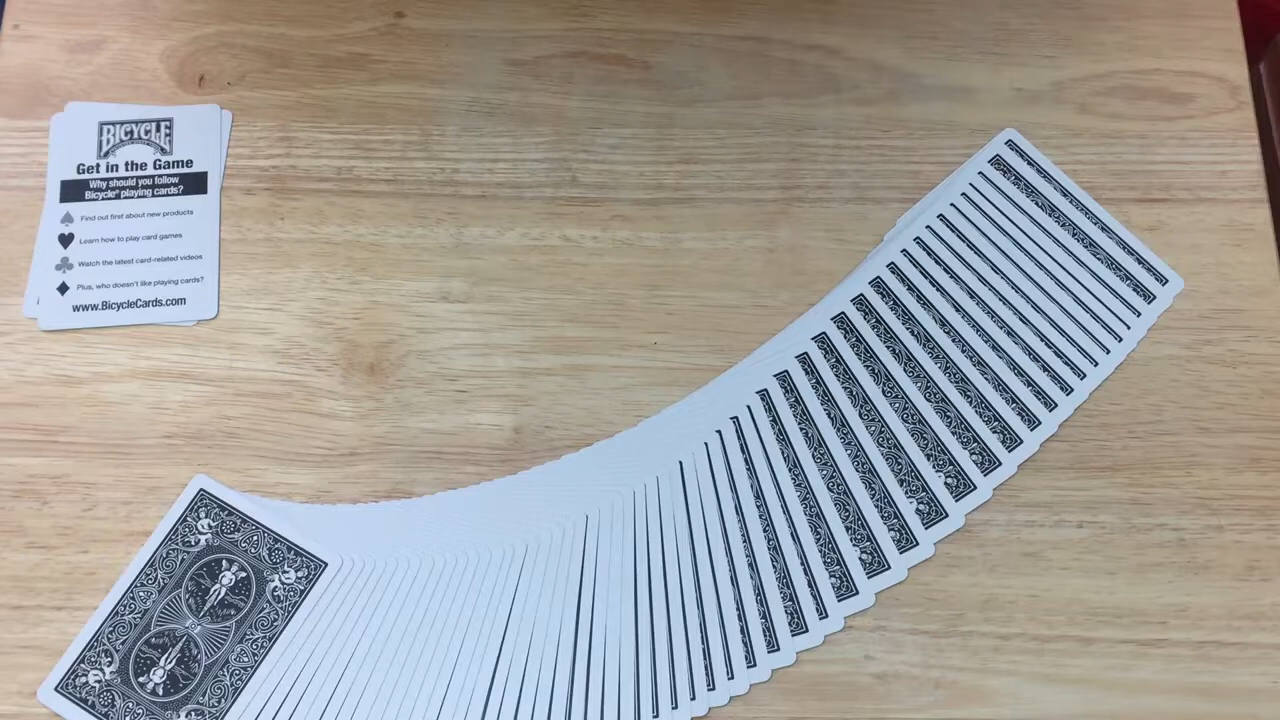 BICYCLE
Get in the Game
Why should you follow
Bicycle® playing cards?
Find out first about new products
Learn how to play card games
Watch the latest card-related videos
Plus, who doesn't like playing cards?
www.BicycleCards.com